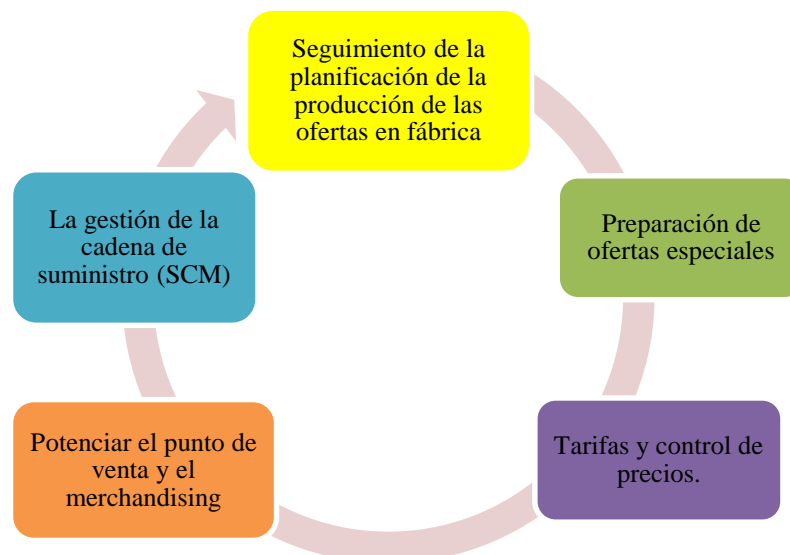 Seguimiento de la
planificación de la
producción de las
ofertas en fábrica
Preparación de
ofertas especiales
Tarifas y control de
precios.
Potenciar el punto de
venta y el
merchandising
La gestión de la
cadena de
suministro (SCM)